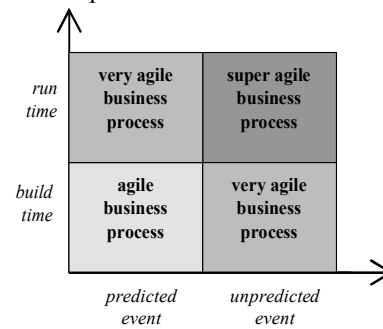 run
time
very agile
business
process
super agile
business
process
build
time
agile
business
process
very agile
business
process
predicted
event
unpredicted
event